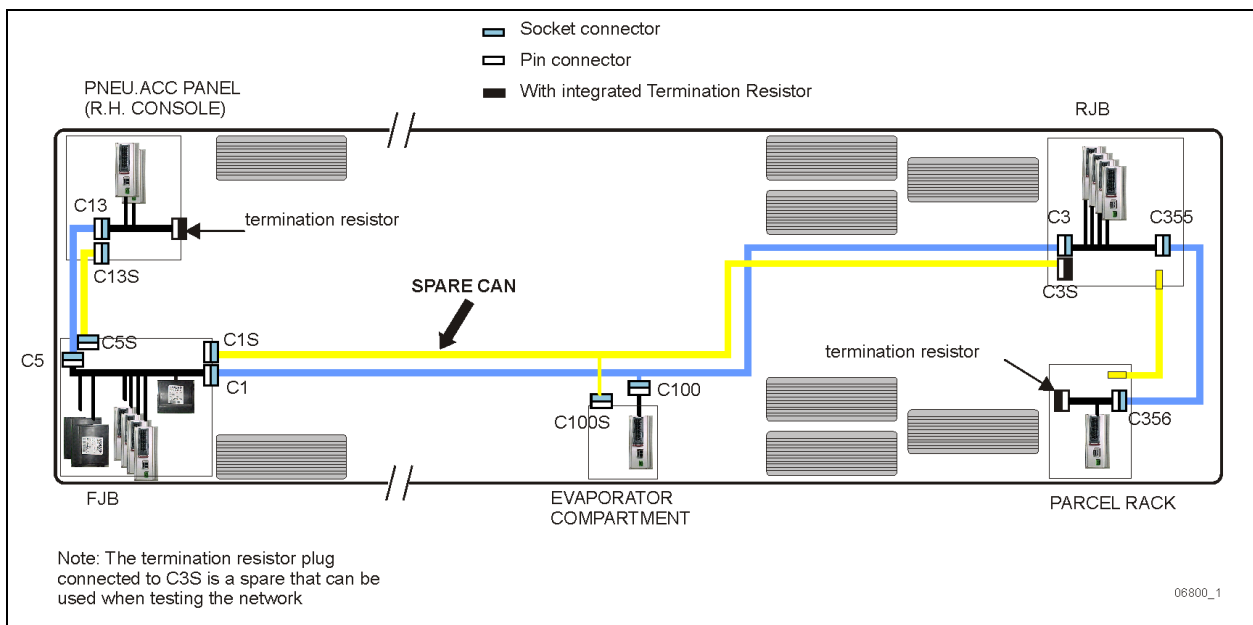 Socket connector
Pin connector
With integrated Termination Resistor
PNEU.ACC PANEL
(R.H. CONSOLE)
RJB
C13
termination resistor
C3
C355
C13S
SPARE CAN
C3S
C5
C5S
C1S
C1
termination resistor
C100
C100S
C356
FJB
EVAPORATOR
COMPARTMENT
PARCEL RACK
Note: The termination resistor plug
connected to C3S is a spare that can be
used when testing the network
06800_1